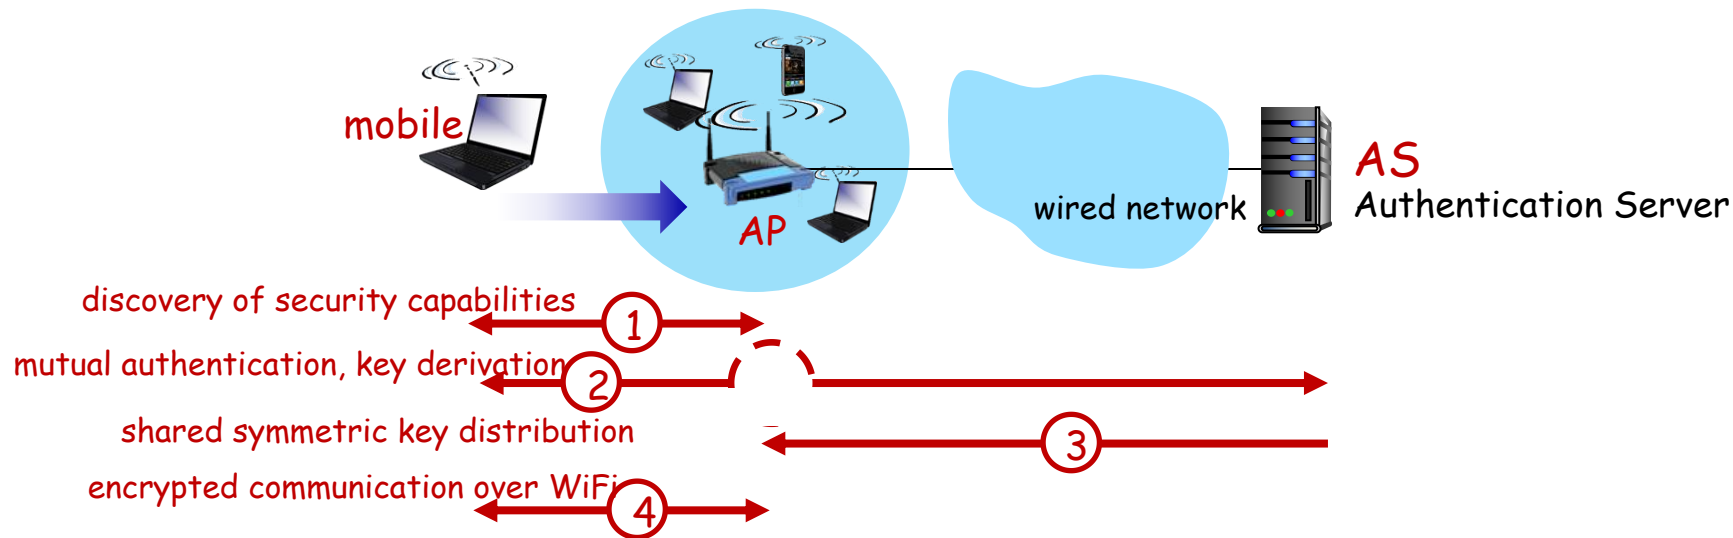 mobile
AP
wired network
AS
Authentication Server
discovery of security capabilities
1
mutual authentication, key derivation
2
shared symmetric key distribution
3
encrypted communication over WiFi
4